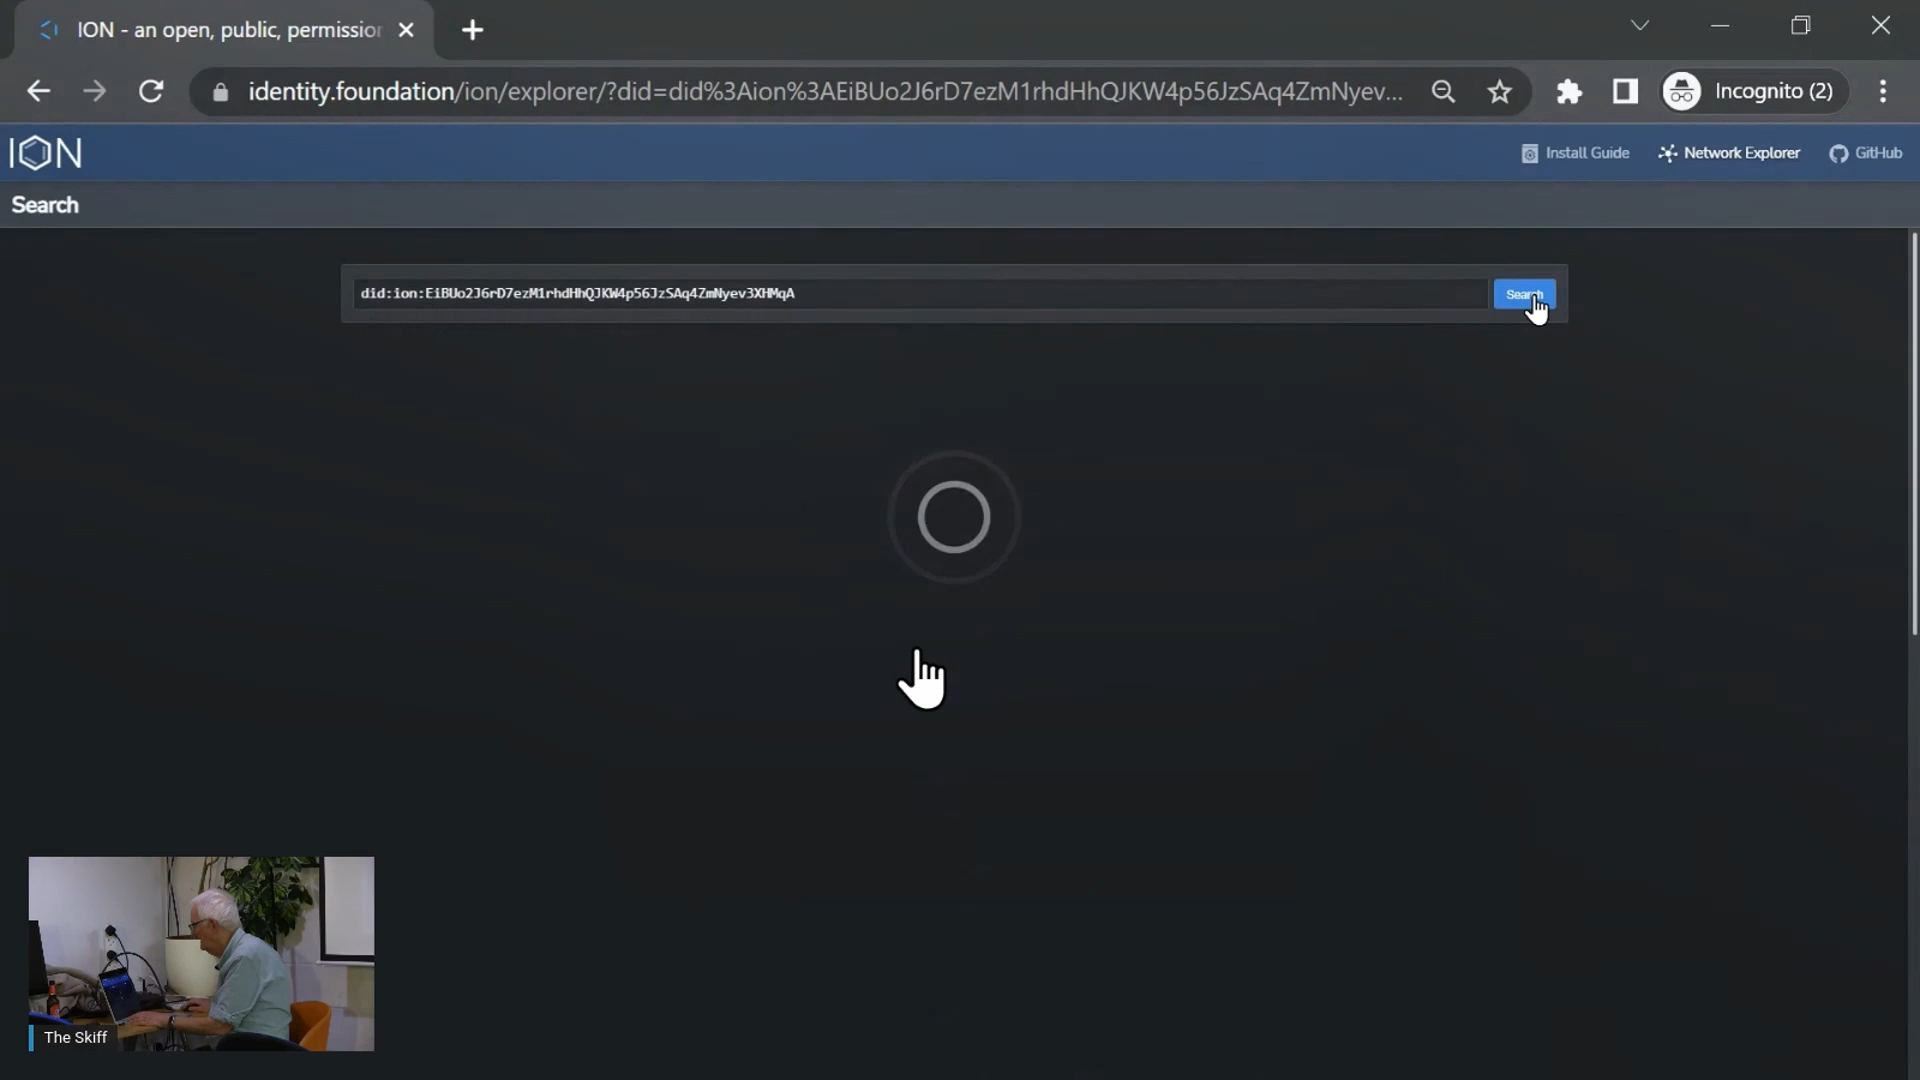 ION - an open, public, permission
identity.foundation/ion/explorer/?did=did%3Aion%3AEiBUo2J6rD7ezM1rhdHhQJKW4p56JzSAq4ZmNyev...
Incognito (2)
ION
Install Guide
Network Explorer
GitHub
Search
did:ion:EiBUo2J6rD7ezM1rhdHhQJKW4p56JzSAq4ZmNyev3XHMqA
Search
The Skiff